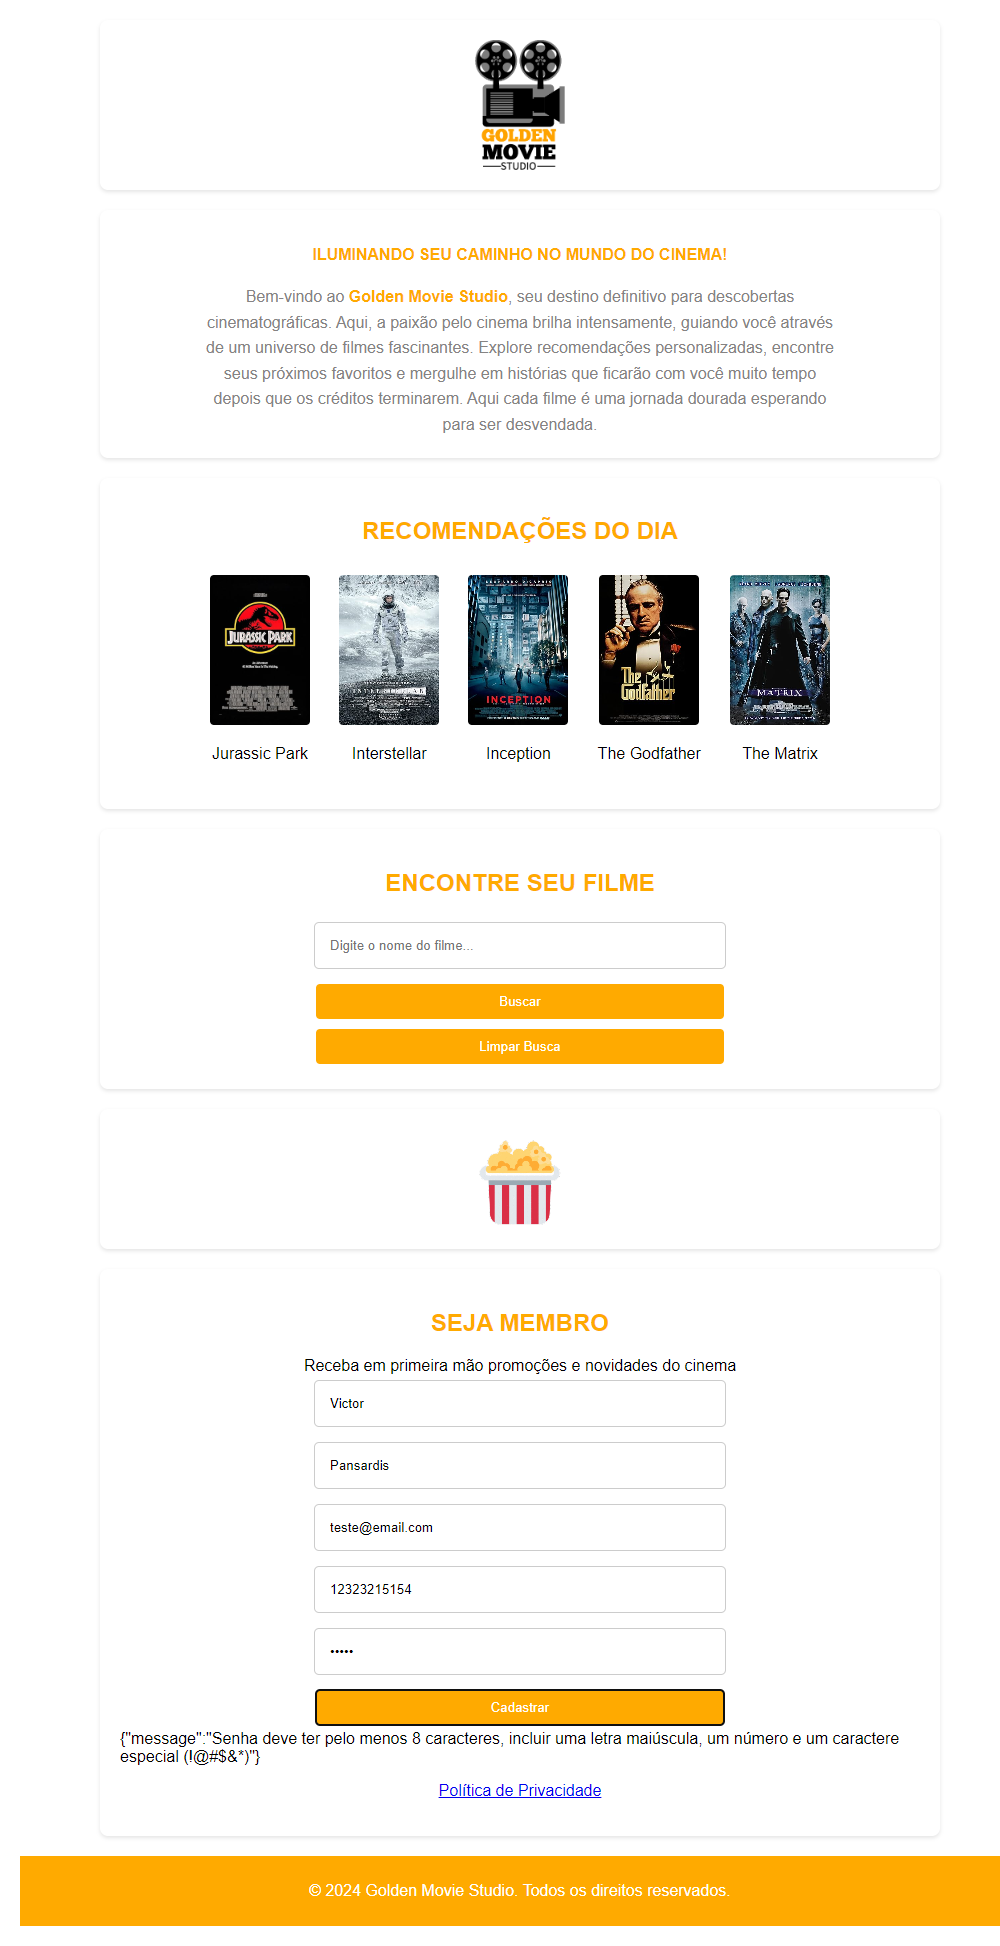 GOLDEN
MOVIE
STUDIO
ILUMINANDO SEU CAMINHO NO MUNDO DO CINEMA!
Bem-vindo ao Golden Movie Studio, seu destino definitivo para descobertas
cinematográficas. Aqui, a paixão pelo cinema brilha intensamente, guiando você através
de um universo de filmes fascinantes. Explore recomendações personalizadas, encontre
seus próximos favoritos e mergulhe em histórias que ficarão com você muito tempo
depois que os créditos terminarem. Aqui cada filme é uma jornada dourada esperando
para ser desvendada.
RECOMENDAÇÕES DO DIA
JURASSIC PARK
INTERSTELLAR
INCEPTION
The Godfather
MATRIX
Jurassic Park
Interstellar
Inception
The Godfather
The Matrix
ENCONTRE SEU FILME
Digite o nome do filme...
Buscar
Limpar Busca
SEJA MEMBRO
Receba em primeira mão promoções e novidades do cinema
Victor
Pansardis
teste@email.com
12323215154
•••••
Cadastrar
{"message":"Senha deve ter pelo menos 8 caracteres, incluir uma letra maiúscula, um número e um caractere
especial (!@#$&*)"}
Política de Privacidade
© 2024 Golden Movie Studio. Todos os direitos reservados.